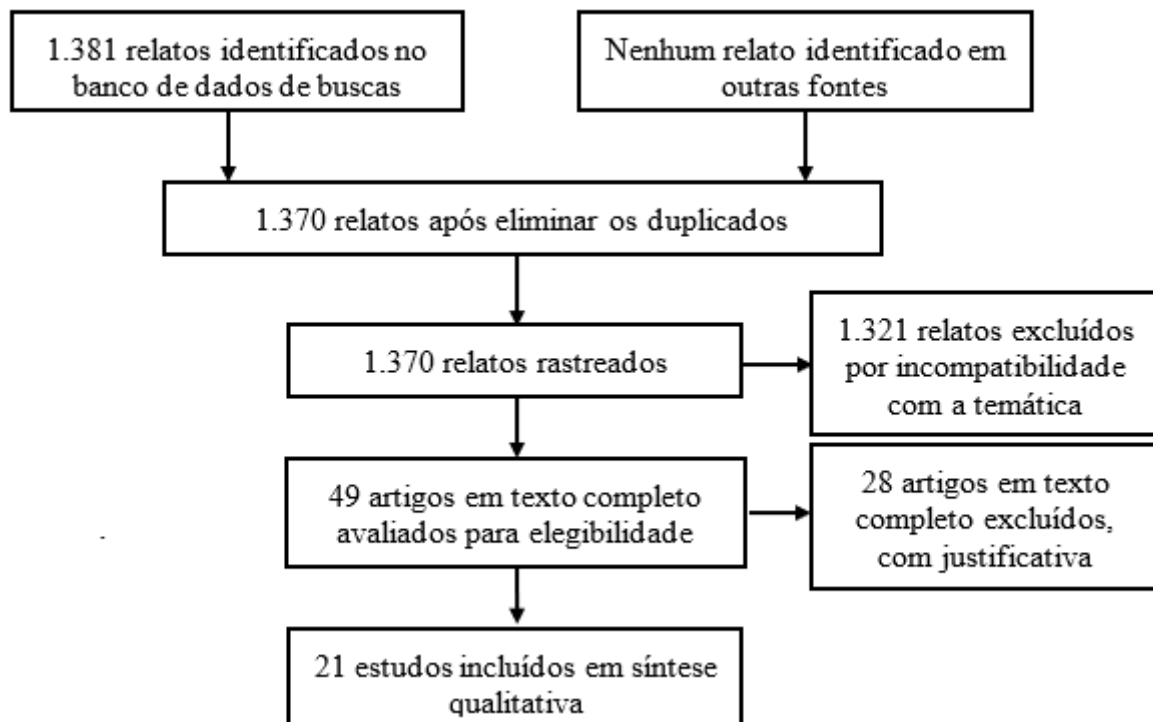 1.381 relatos identificados no
banco de dados de buscas
Nenhum relato identificado em
outras fontes
1.370 relatos após eliminar os duplicados
1.370 relatos rastreados
1.321 relatos excluídos
por incompatibilidade
com a temática
49 artigos em texto completo
avaliados para elegibilidade
28 artigos em texto
completo excluídos,
com justificativa
21 estudos incluídos em síntese
qualitativa